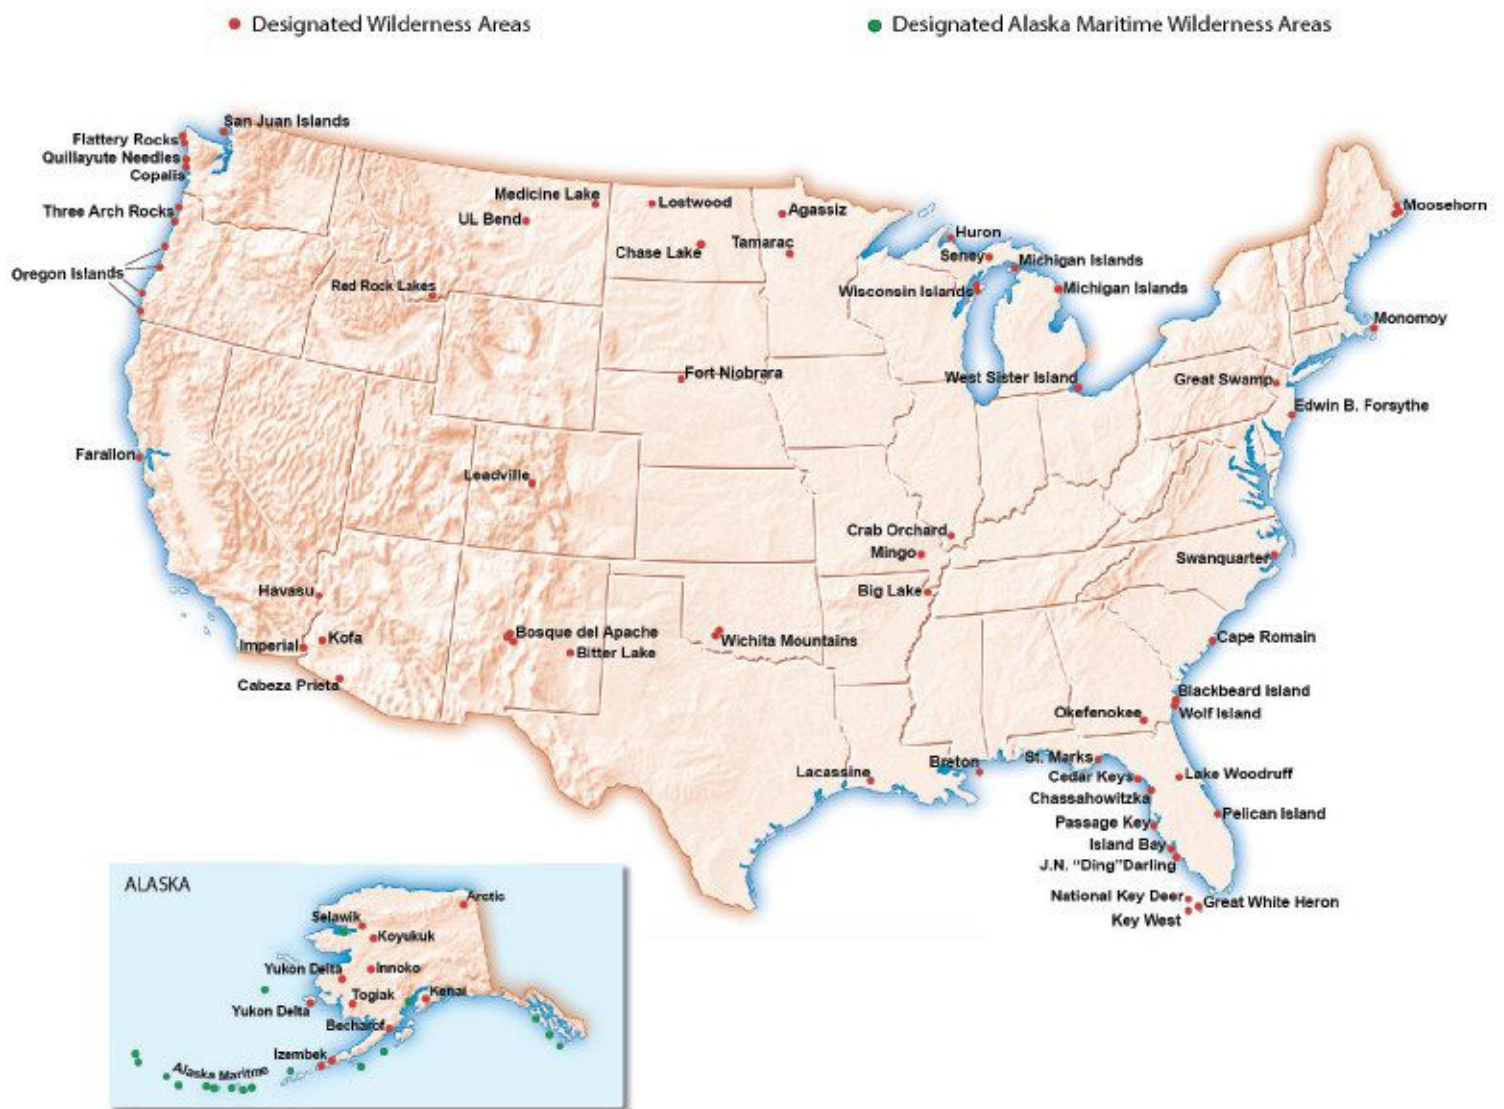 Designated Wilderness Areas
Designated Alaska Maritime Wilderness Areas
San Juan Islands
Flattery Rocks
Quillayute Needles
Copalis
Three Arch Rocks
Oregon Islands
Medicine Lake
UL Bend
Lostwood
Agassiz
Chase Lake
Tamarac
Red Rock Lakes
Huron
Seney
Michigan Islands
Wisconsin Islands
Michigan Islands
Moosehorn
Monomoy
Fort Niobrara
West Sister Island
Great Swamp
Edwin B. Forsythe
Farallon
Leadville
Crab Orchard
Mingo
Big Lake
Swanquarter
Havasu
Imperial
Kofa
Cabeza Prieta
Bosque del Apache
Bitter Lake
Wichita Mountains
Cape Romain
Blackbeard Island
Wolf Island
Okefenokee
Lacassine
Breton
St. Marks
Cedar Keys
Lake Woodruff
Chassahowitzka
Passage Key
Pelican Island
Island Bay
J.N. "Ding"Darling
National Key Deer
Great White Heron
Key West
ALASKA
Arctic
Selawik
Koyukuk
Yukon Delta
Innoko
Yukon Delta
Togiak
Kenai
Becharof
Izembek
Alaska Maritme